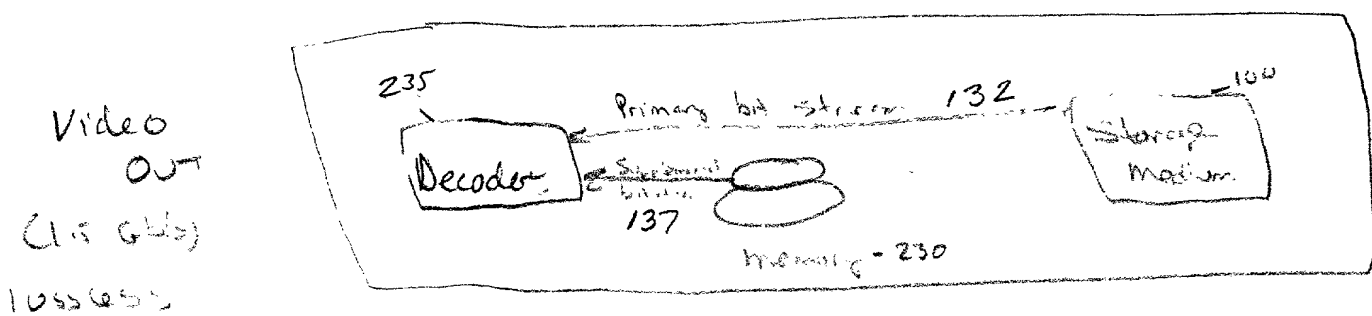 Video
Out
(1.5 Gb/s)
lossless
235
Decoder
Primary bit stream 132
137
memory - 230
100
Storage
Medium